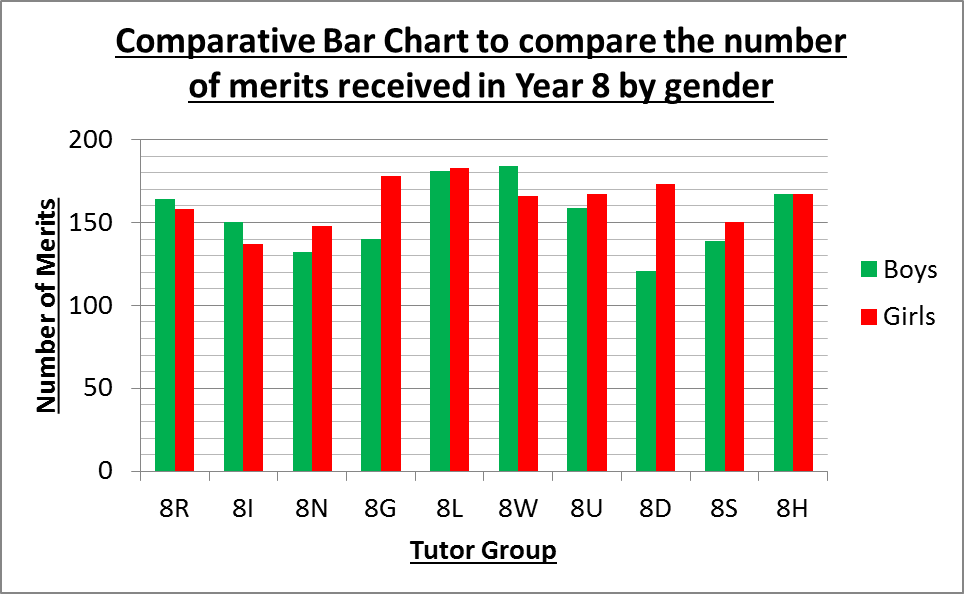 Comparative Bar Chart to compare the number
of merits received in Year 8 by gender
200
150
100
50
0
Number of Merits
8R 8I 8N 8G 8L 8W 8U 8D 8S 8H
Tutor Group
Boys
Girls